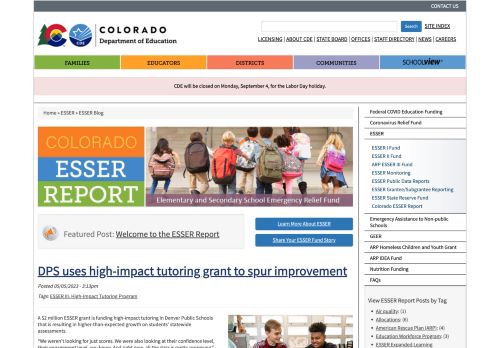 CONTACT US
COLORADO
Department of Education
CDE
Search
SITE INDEX
LICENSING | ABOUT CDE | STATE BOARD | OFFICES | STAFF DIRECTORY | NEWS | CAREERS
FAMILIES
EDUCATORS
DISTRICTS
COMMUNITIES
SCHOOLVIEW
CDE will be closed on Monday, September 4, for the Labor Day holiday.
Home » ESSER » ESSER Blog
COLORADO
ESSER
REPORT
Elementary and Secondary School Emergency Relief Fund
Featured Post: Welcome to the ESSER Report
Learn More About ESSER
Share Your ESSER Fund Story
DPS uses high-impact tutoring grant to spur improvement
Posted 05/05/2023 - 3:13pm
Tags: ESSER III, High-Impact Tutoring Program
A $2 million ESSER grant is funding high-impact tutoring in Denver Public Schools
that is resulting in higher-than-expected growth on students' statewide
assessments.
"We weren't looking for just scores. We were also looking at their confidence level,
Federal COVID Education Funding
Coronavirus Relief Fund
ESSER
ESSER I Fund
ESSER II Fund
ARP ESSER III Fund
ESSER Monitoring
ESSER Public Data Reports
ESSER Grantee/Subgrantee Reporting
ESSER State Reserve Fund
Colorado ESSER Report
Emergency Assistance to Non-public
Schools
GEER
ARP Homeless Children and Youth Grant
ARP IDEA Fund
Nutrition Funding
FAQs
View ESSER Report Posts by Tag
Air quality: (1)
Allocations: (6)
American Rescue Plan (ARP): (4)
Education Workforce Program: (1)
ESSER Expanded Learning